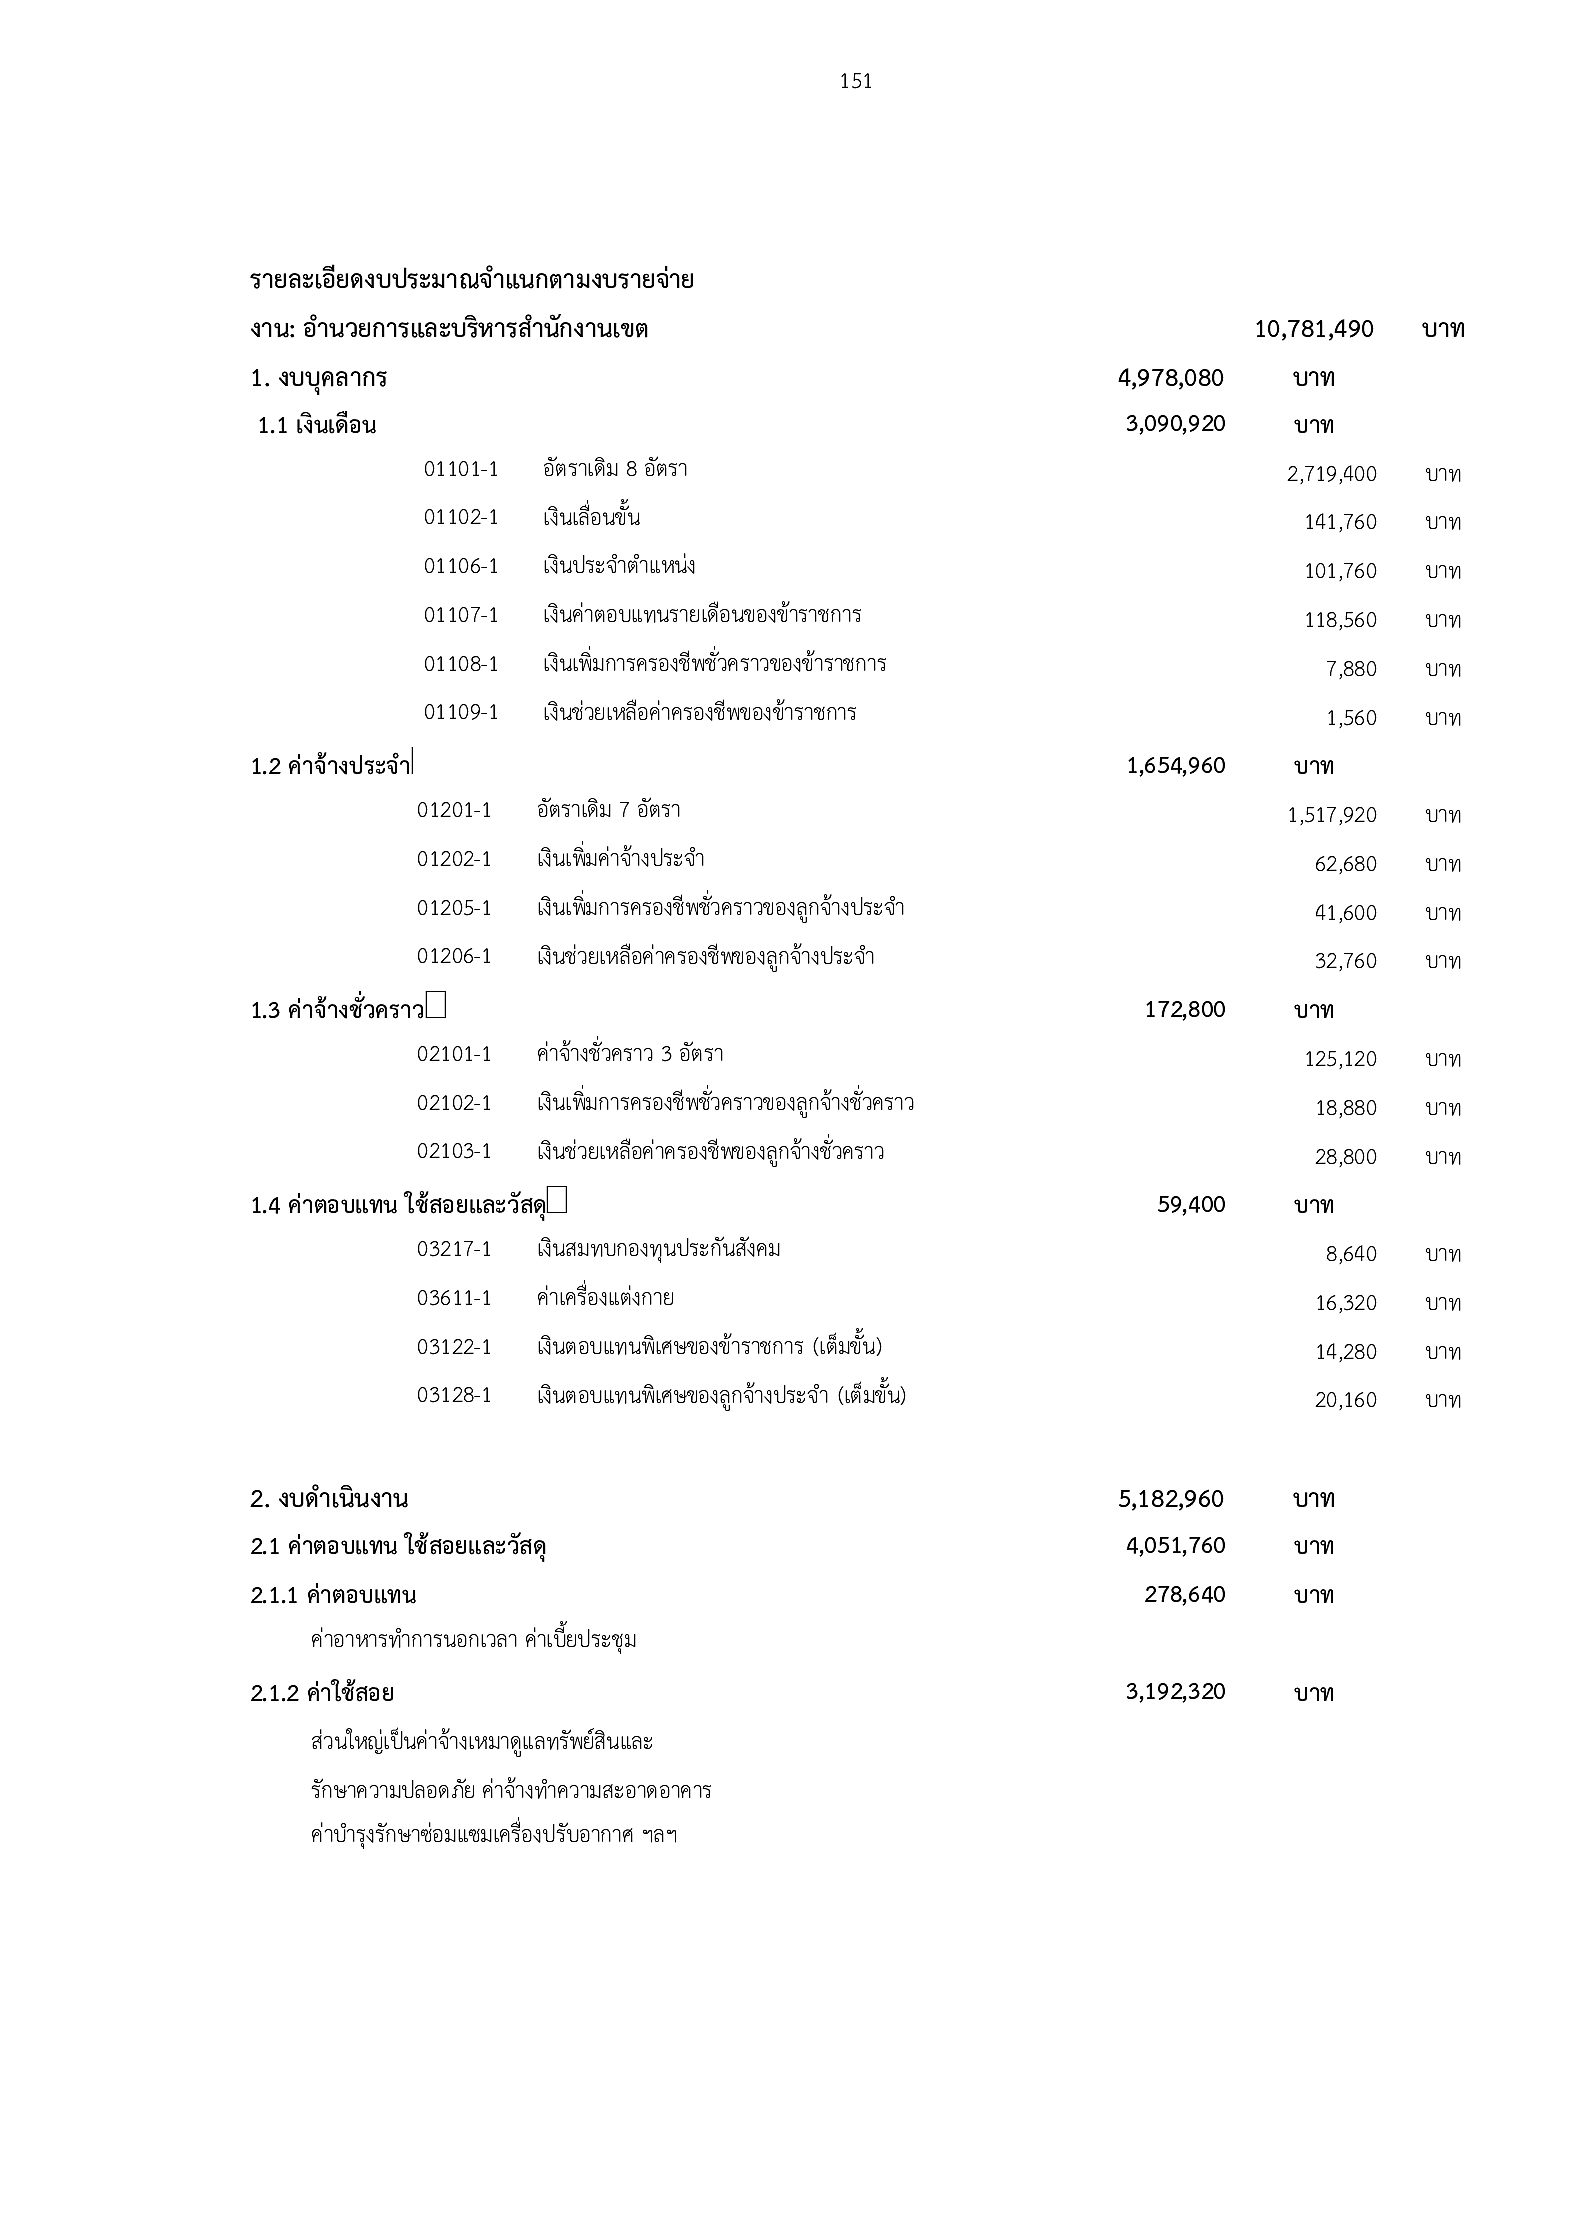 151
รายละเอียดงบประมาณจำแนกตามงบรายจ่าย
งาน: อำนวยการและบริหารสำนักงานเขต 10,781,490 บาท
1. งบบุคลากร 4,978,080 บาท
1.1 เงินเดือน 3,090,920 บาท
01101-1 อัตราเดิม 8 อัตรา 2,719,400 บาท
01102-1 เงินเลื่อนขั้น 141,760 บาท
01106-1 เงินประจำตำแหน่ง 101,760 บาท
01107-1 เงินค่าตอบแทนรายเดือนของข้าราชการ 118,560 บาท
01108-1 เงินเพิ่มการครองชีพชั่วคราวของข้าราชการ 7,880 บาท
01109-1 เงินช่วยเหลือค่าครองชีพของข้าราชการ 1,560 บาท
1.2 ค่าจ้างประจำ 1,654,960 บาท
01201-1 อัตราเดิม 7 อัตรา 1,517,920 บาท
01202-1 เงินเพิ่มค่าจ้างประจำ 62,680 บาท
01205-1 เงินเพิ่มการครองชีพชั่วคราวของลูกจ้างประจำ 41,600 บาท
01206-1 เงินช่วยเหลือค่าครองชีพของลูกจ้างประจำ 32,760 บาท
1.3 ค่าจ้างชั่วคราว 172,800 บาท
02101-1 ค่าจ้างชั่วคราว 3 อัตรา 125,120 บาท
02102-1 เงินเพิ่มการครองชีพชั่วคราวของลูกจ้างชั่วคราว 18,880 บาท
02103-1 เงินช่วยเหลือค่าครองชีพของลูกจ้างชั่วคราว 28,800 บาท
1.4 ค่าตอบแทน ใช้สอยและวัสดุ 59,400 บาท
03217-1 เงินสมทบกองทุนประกันสังคม 8,640 บาท
03611-1 ค่าเครื่องแต่งกาย 16,320 บาท
03122-1 เงินตอบแทนพิเศษของข้าราชการ (เต็มขั้น) 14,280 บาท
03128-1 เงินตอบแทนพิเศษของลูกจ้างประจำ (เต็มขั้น) 20,160 บาท
2. งบดำเนินงาน 5,182,960 บาท
2.1 ค่าตอบแทน ใช้สอยและวัสดุ 4,051,760 บาท
2.1.1 ค่าตอบแทน 278,640 บาท
ค่าอาหารทำการนอกเวลา ค่าเบี้ยประชุม
2.1.2 ค่าใช้สอย 3,192,320 บาท
ส่วนใหญ่เป็นค่าจ้างเหมาดูแลทรัพย์สินและ
รักษาความปลอดภัย ค่าจ้างทำความสะอาดอาคาร
ค่าบำรุงรักษาซ่อมแซมเครื่องปรับอากาศ ฯลฯ